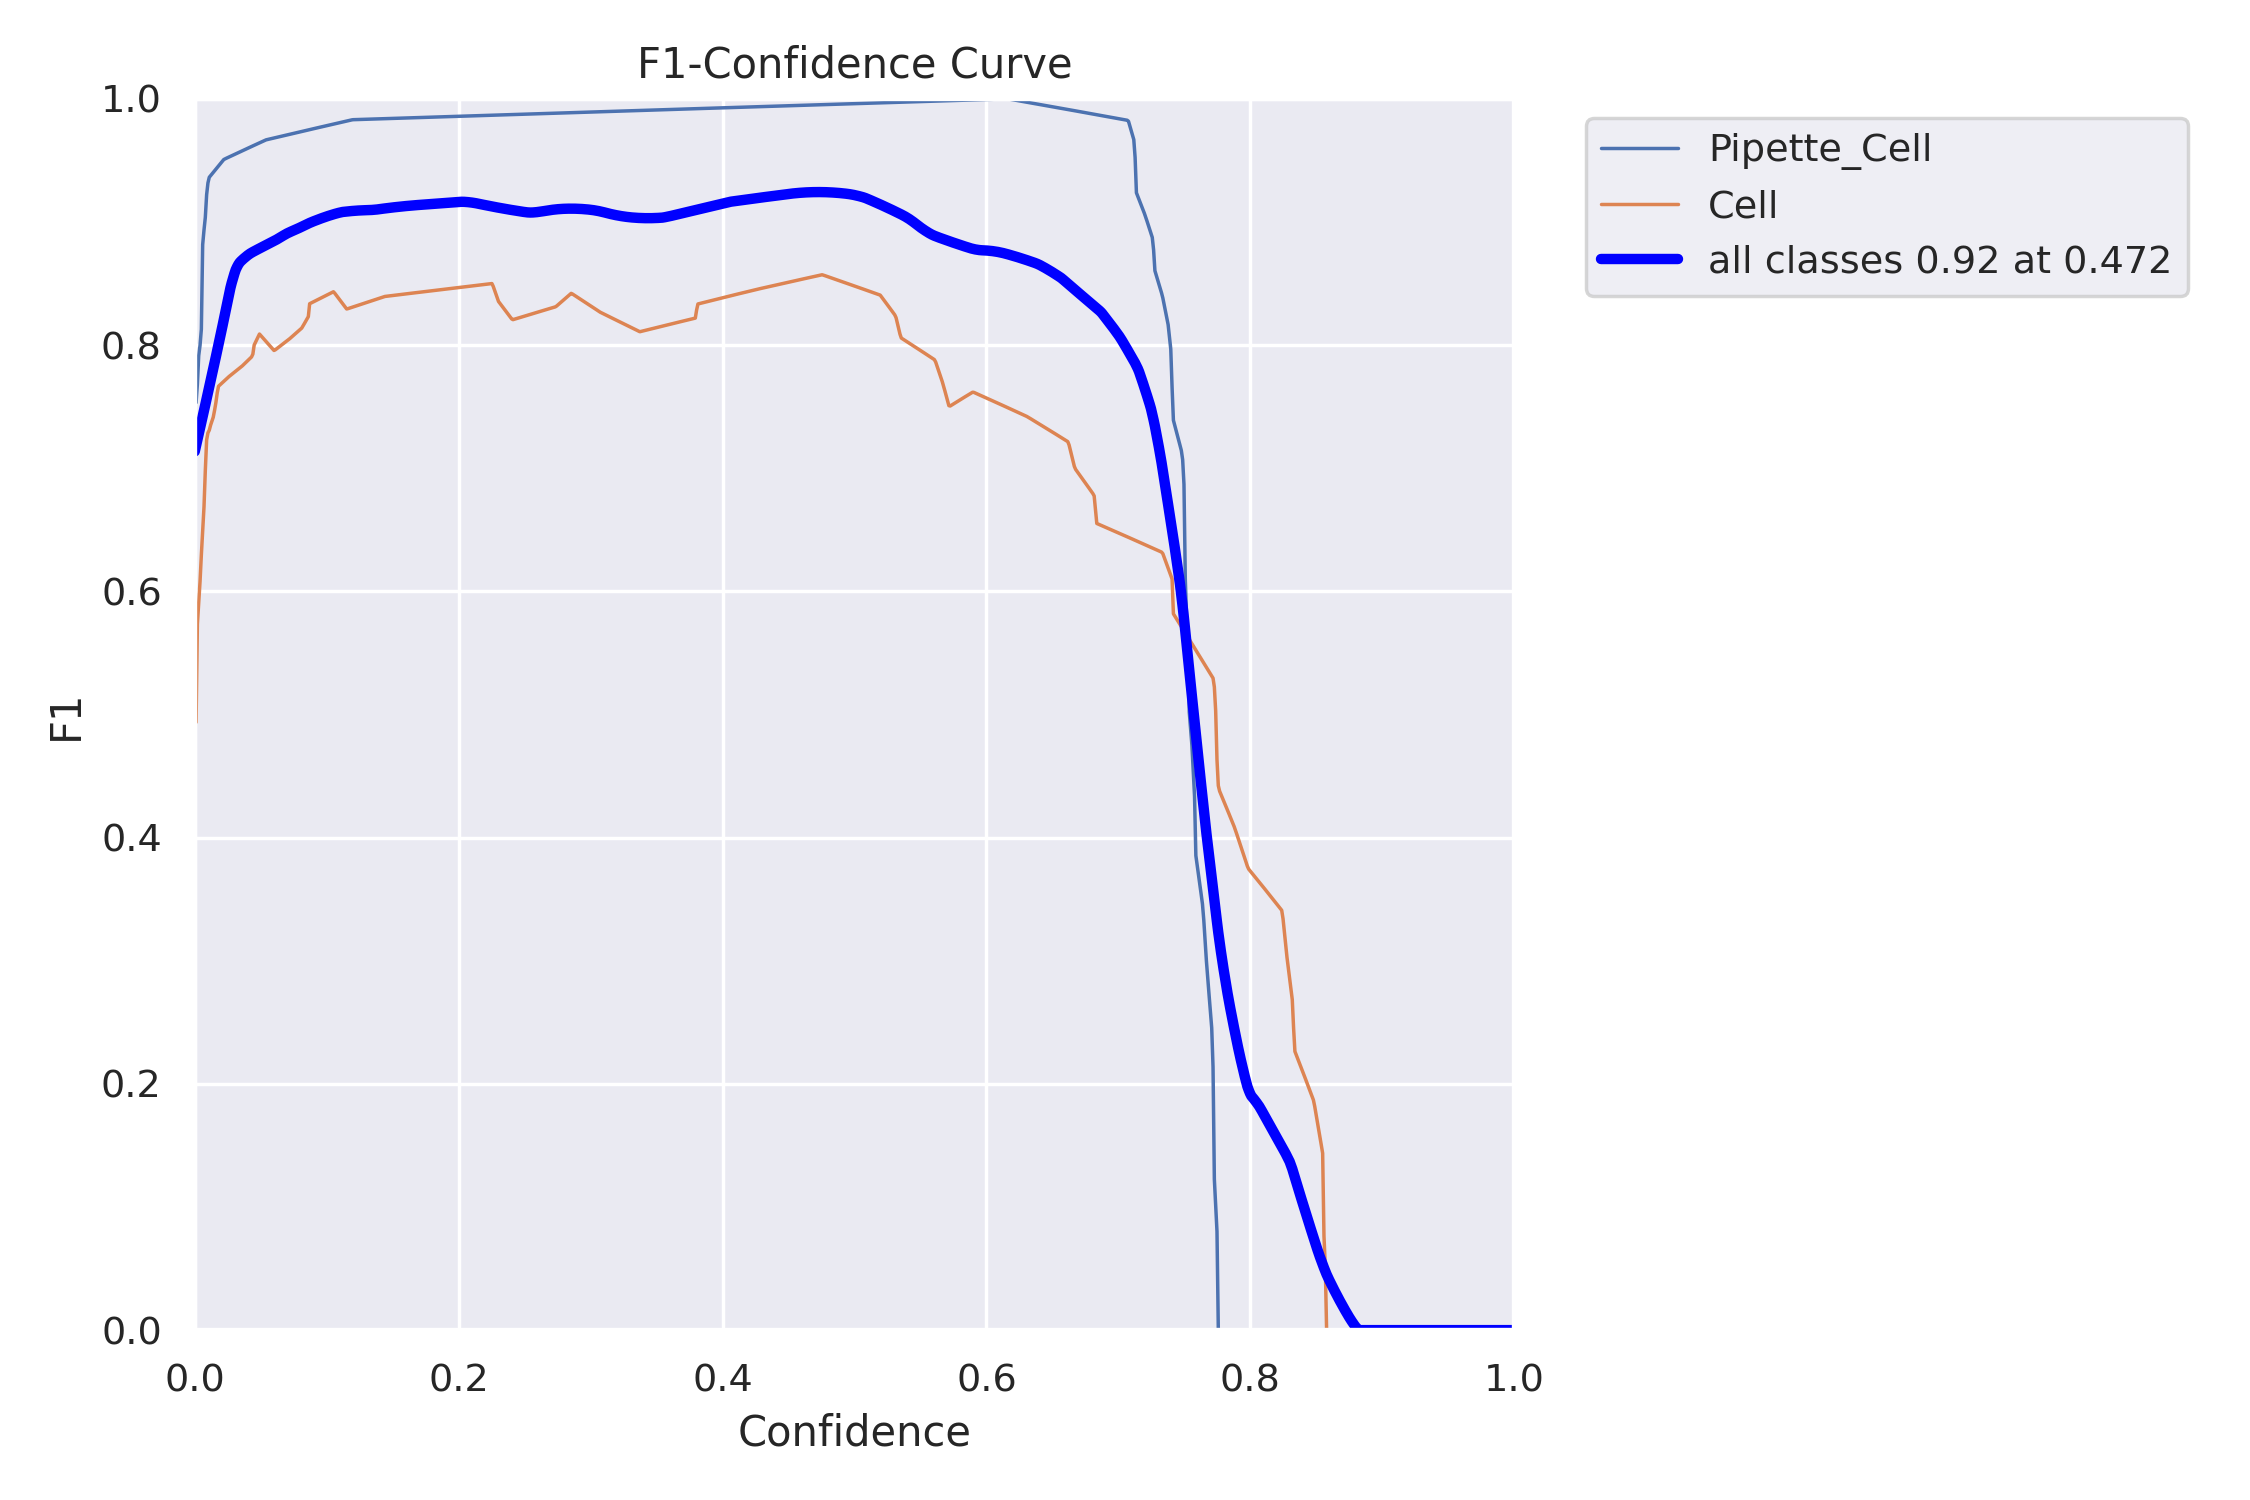 F1-Confidence Curve
1.0
0.8
0.6
0.4
0.2
0.0
F1
0.0 0.2 0.4 0.6 0.8 1.0
Confidence
Pipette_Cell
Cell
all classes 0.92 at 0.472